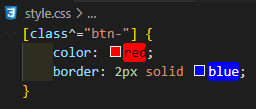 style.css > ...
[class^="btn-"] {
color: red;
border: 2px solid blue;
}